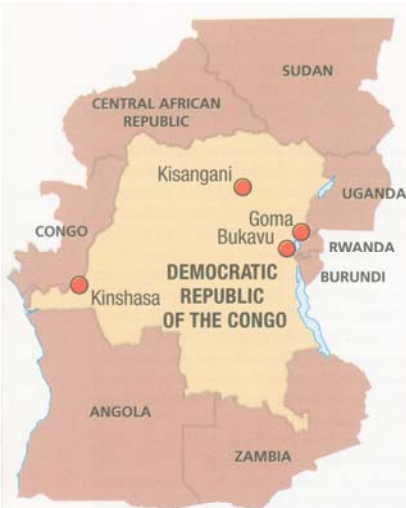 SUDAN
CENTRAL AFRICAN
REPUBLIC
Kisangani
UGANDA
Goma
CONGO
Bukavu
RWANDA
BURUNDI
DEMOCRATIC
REPUBLIC
OF THE CONGO
Kinshasa
ANGOLA
ZAMBIA